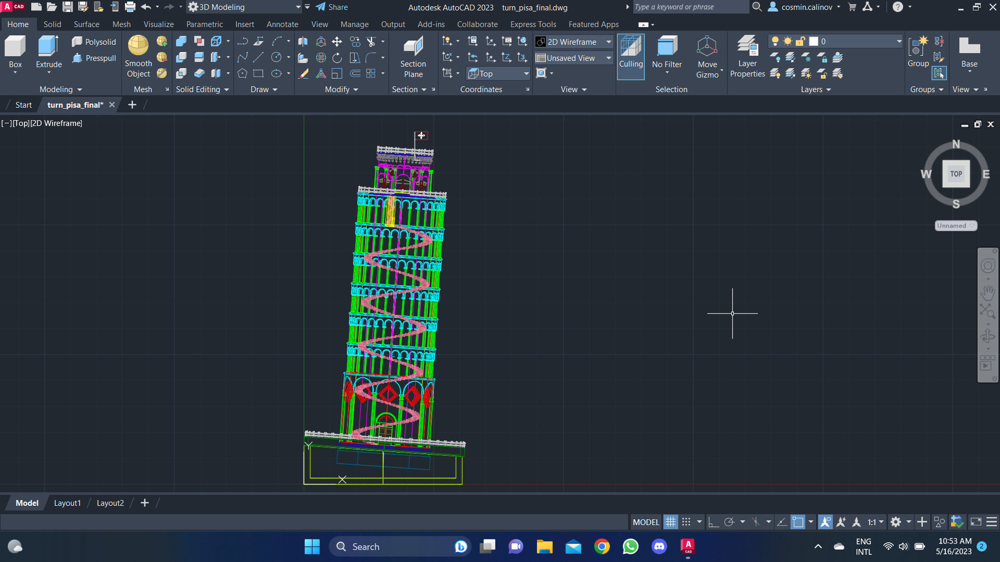 A CAD 3D Modeling Share Autodesk AutoCAD 2023 turn_pisa_final.dwg Type a keyword or phrase cosmin.calinov
Home Solid Surface Mesh Visualize Parametric Insert Annotate View Manage Output Add-ins Collaborate Express Tools Featured Apps
Box
Extrude
Polysolid
Presspull
Modeling
Smooth
Object
Mesh
Solid Editing
Draw
Modify
Section
Plane
Section
Top
Coordinates
2D Wireframe
Unsaved View
View
Culling
No Filter
Move
Gizmo
Selection
Layer
Properties
0
Layers
Group
Groups
Base
View
Start turn_pisa_final*
[−][Top][2D Wireframe]
N
W TOP E
S
Unnamed
Y
X
Model Layout1 Layout2
MODEL 1:1
Search
A CAD
ENG
INTL
10:53 AM
5/16/2023
2